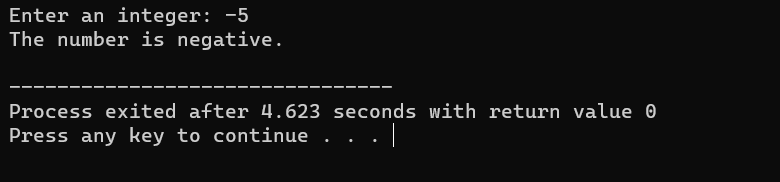 Enter an integer: -5
The number is negative.
--------------------------------
Process exited after 4.623 seconds with return value 0
Press any key to continue . . .